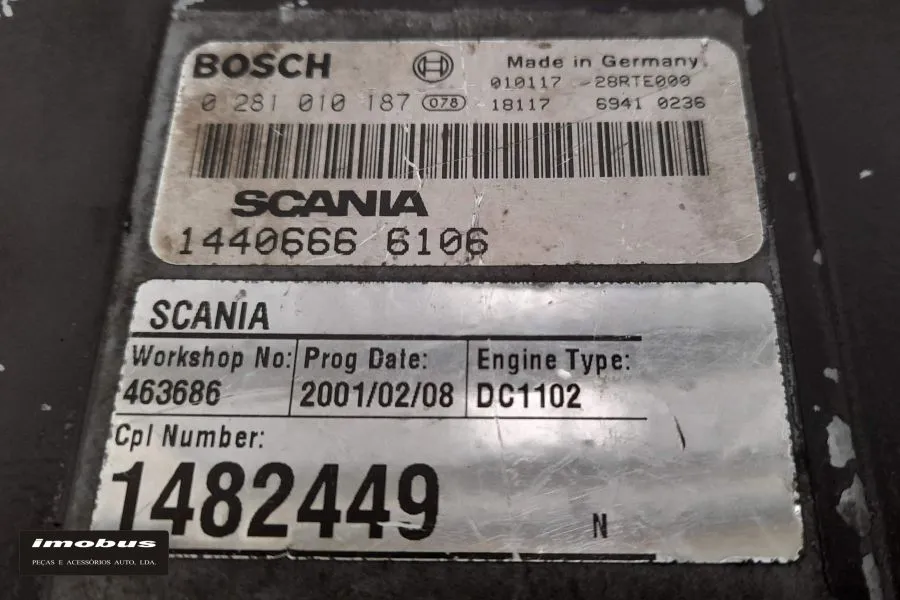 BOSCH Made in Germany
010117 -28RTE000
0 281 010 187 078 18117 6941 0236
SCANIA
1440666 6106
SCANIA
Workshop No: Prog Date: Engine Type:
463686 2001/02/08 DC1102
Cpl Number:
1482449
N
imobus
PEÇAS E ACESSÓRIOS AUTO, LDA.